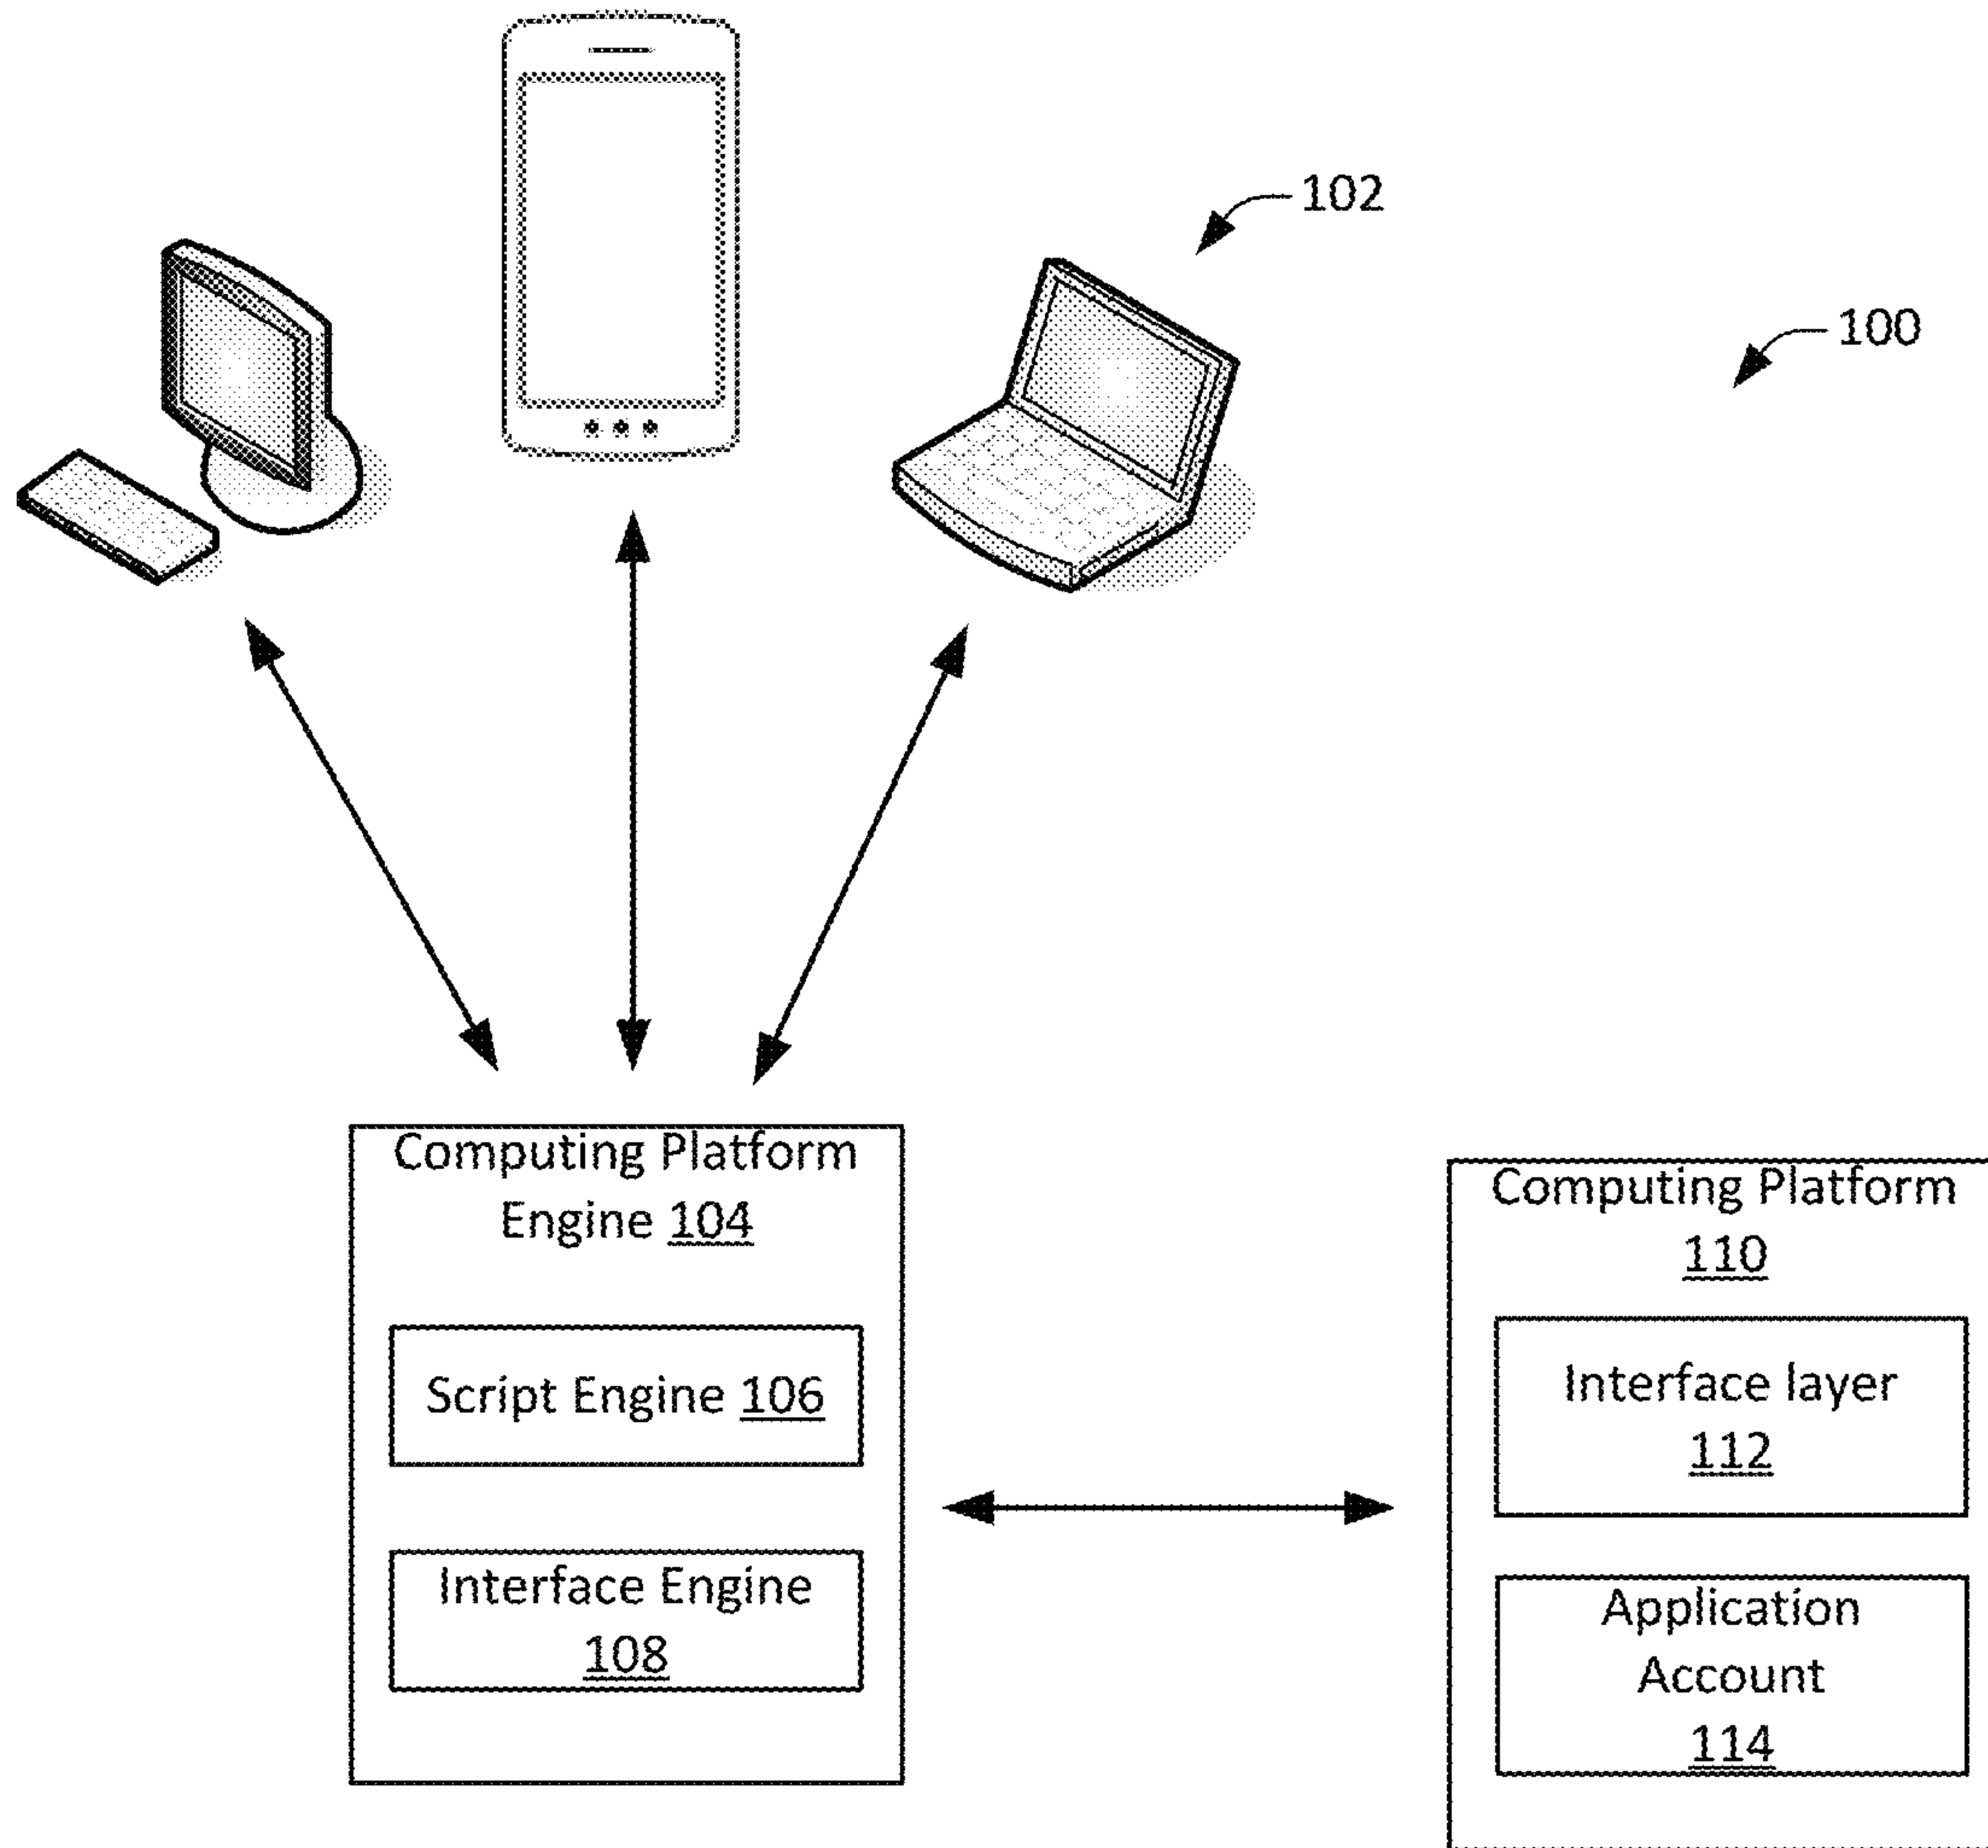 102
100
Computing Platform
Engine 104
Script Engine 106
Interface Engine
108
Computing Platform
110
Interface layer
112
Application
Account
114